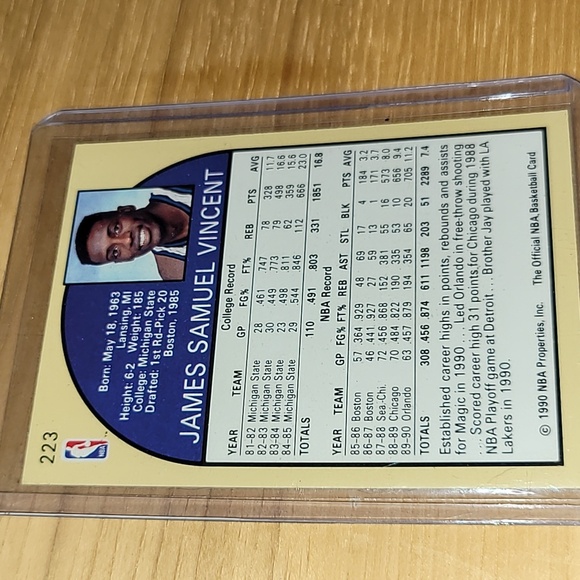 223
NBA
Born: May 18, 1963
Lansing, MI
Height: 6-2 Weight: 185
College: Michigan State
Drafted: 1st Rd-Pick 20
Boston, 1985
JAMES SAMUEL VINCENT
College Record
YEAR TEAM GP FG% FT% REB PTS AVG
81-82 Michigan State 28 .461 .747 78 328 11.7
82-83 Michigan State 30 .449 .773 79 498 16.6
83-84 Michigan State 23 .498 .811 62 359 15.6
84-85 Michigan State 29 .544 .846 112 666 23.0
TOTALS 110 .491 .803 331 1851 16.8
NBA Record
YEAR TEAM GP FG% FT% REB AST STL BLK PTS AVG
85-86 Boston 57 364 929 48 69 17 4 184 3.2
86-87 Boston 46 441 927 27 59 13 1 171 3.7
87-88 Sea.-Chi. 72 456 868 152 381 55 16 573 8.0
88-89 Chicago 70 484 822 190 335 53 10 656 9.4
89-90 Orlando 63 457 879 194 354 65 20 705 11.2
TOTALS 308 456 874 611 1198 203 51 2289 7.4
Established career highs in points, rebounds and assists
for Magic in 1990 . . . Led Orlando in free-throw shooting
. . . Scored career high 31 points for Chicago during 1988
NBA Playoff game at Detroit . . . Brother Jay played with LA
Lakers in 1990.
© 1990 NBA Properties, Inc. The Official NBA Basketball Card